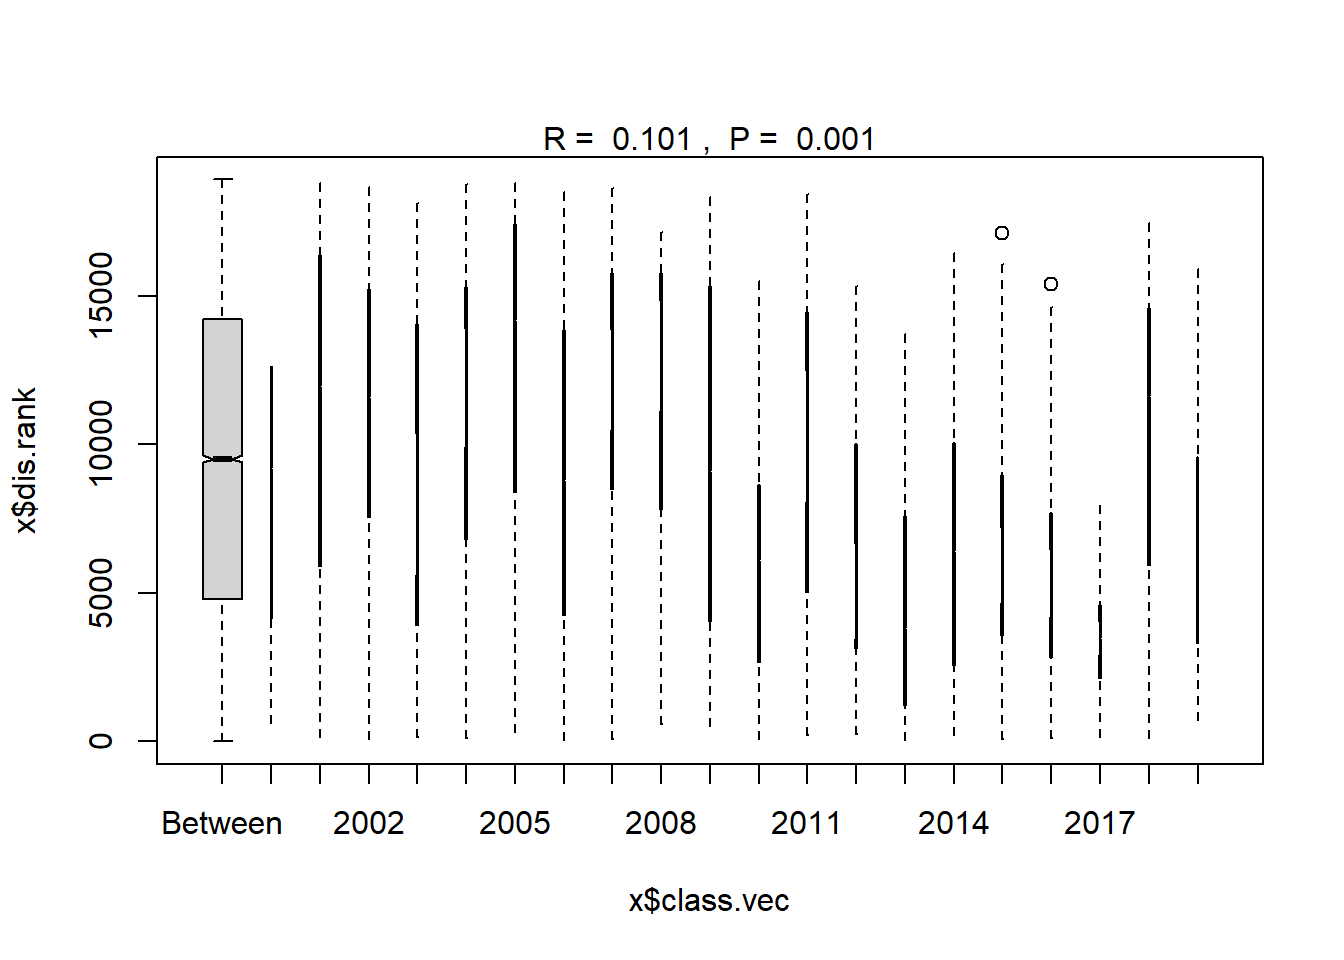 R =  0.101 ,  P =  0.001
x$dis.rank
15000
10000
5000
0
Between 2002 2005 2008 2011 2014 2017
x$class.vec